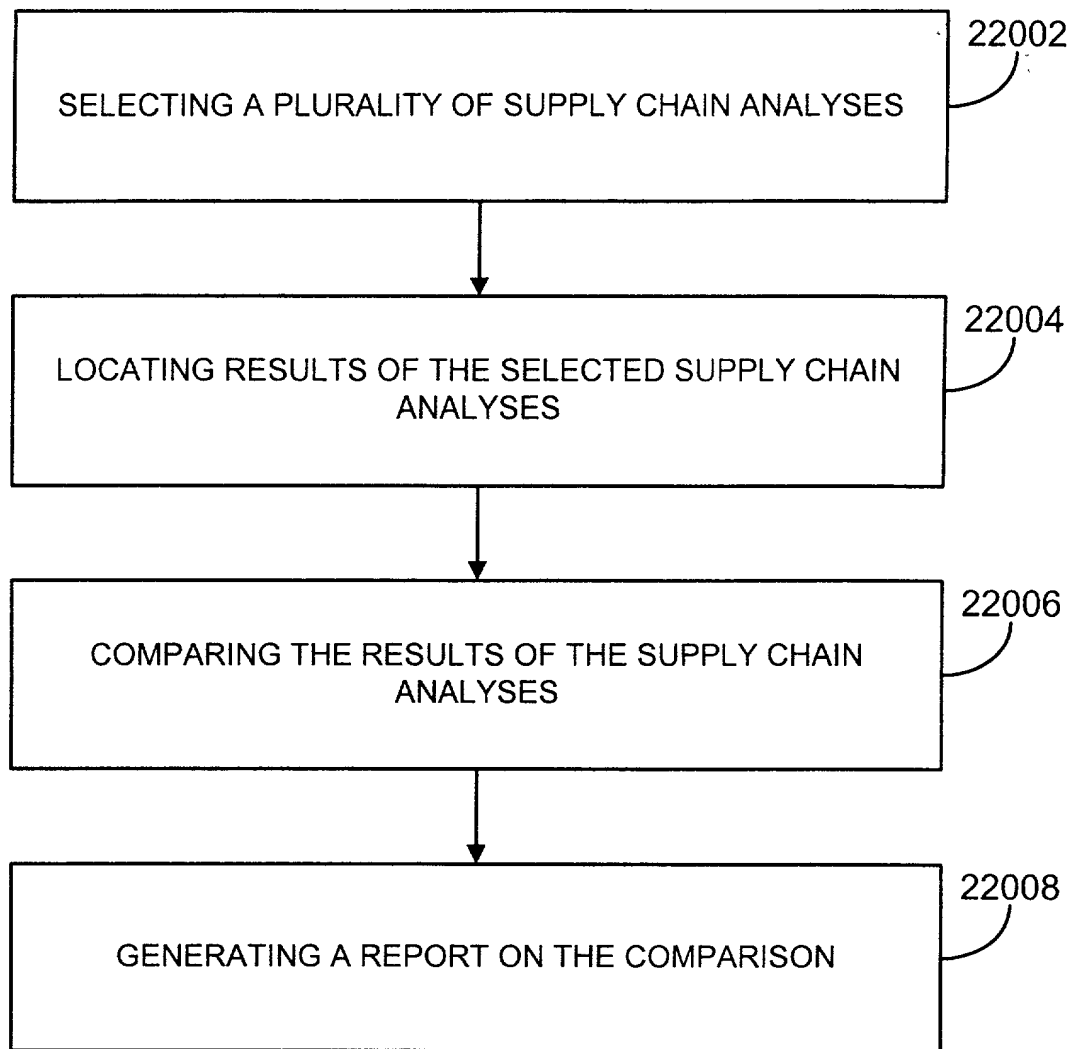 22002
SELECTING A PLURALITY OF SUPPLY CHAIN ANALYSES
22004
LOCATING RESULTS OF THE SELECTED SUPPLY CHAIN
ANALYSES
22006
COMPARING THE RESULTS OF THE SUPPLY CHAIN
ANALYSES
22008
GENERATING A REPORT ON THE COMPARISON